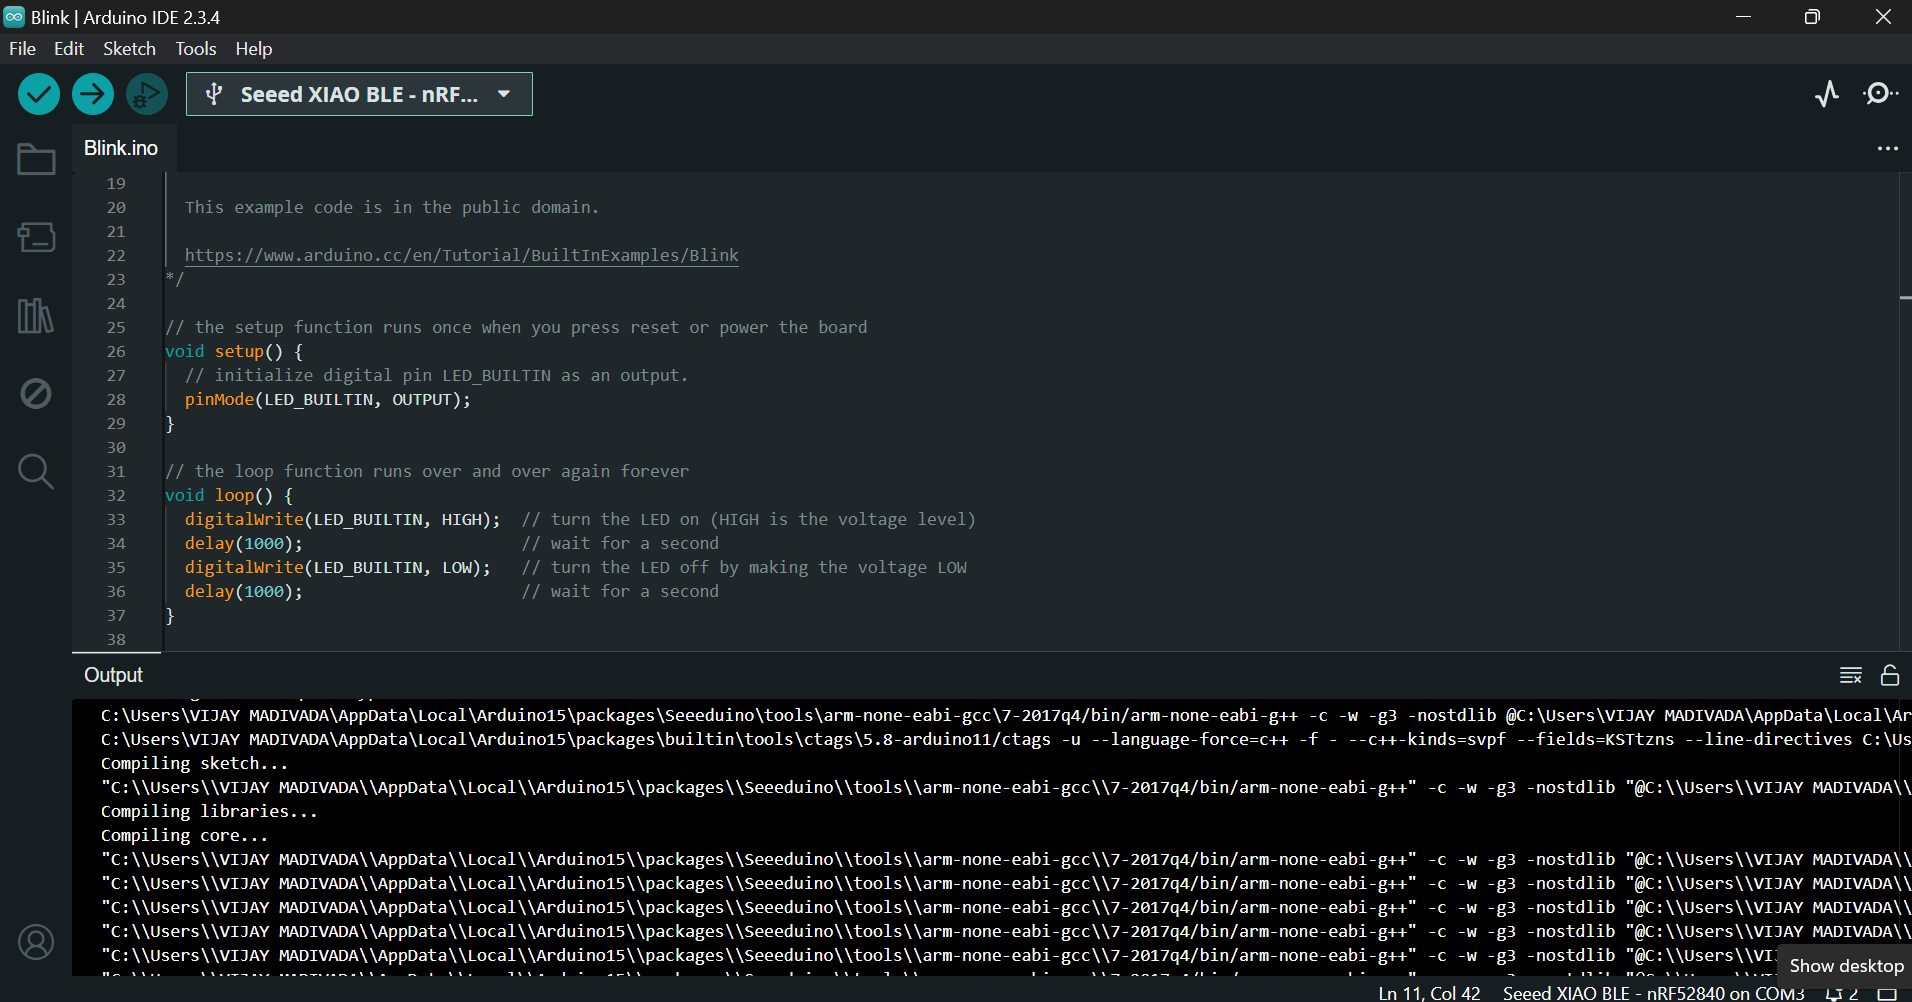 Blink | Arduino IDE 2.3.4
File Edit Sketch Tools Help
Seeed XIAO BLE - nRF...
Blink.ino
19
20 This example code is in the public domain.
21
22 https://www.arduino.cc/en/Tutorial/BuiltInExamples/Blink
23 */
24
25 // the setup function runs once when you press reset or power the board
26 void setup() {
27 // initialize digital pin LED_BUILTIN as an output.
28 pinMode(LED_BUILTIN, OUTPUT);
29 }
30
31 // the loop function runs over and over again forever
32 void loop() {
33 digitalWrite(LED_BUILTIN, HIGH); // turn the LED on (HIGH is the voltage level)
34 delay(1000); // wait for a second
35 digitalWrite(LED_BUILTIN, LOW); // turn the LED off by making the voltage LOW
36 delay(1000); // wait for a second
37 }
38
Output
C:\Users\VIJAY MADIVADA\AppData\Local\Arduino15\packages\Seeeduino\tools\arm-none-eabi-gcc\7-2017q4/bin/arm-none-eabi-g++ -c -w -g3 -nostdlib @C:\Users\VIJAY MADIVADA\AppData\Local\Ar
C:\Users\VIJAY MADIVADA\AppData\Local\Arduino15\packages\builtin\tools\ctags\5.8-arduino11/ctags -u --language-force=c++ -f - --c++-kinds=svpf --fields=KSTtzns --line-directives C:\Us
Compiling sketch...
"C:\\Users\\VIJAY MADIVADA\\AppData\\Local\\Arduino15\\packages\\Seeeduino\\tools\\arm-none-eabi-gcc\\7-2017q4/bin/arm-none-eabi-g++" -c -w -g3 -nostdlib "@C:\\Users\\VIJAY MADIVADA\\
Compiling libraries...
Compiling core...
"C:\\Users\\VIJAY MADIVADA\\AppData\\Local\\Arduino15\\packages\\Seeeduino\\tools\\arm-none-eabi-gcc\\7-2017q4/bin/arm-none-eabi-g++" -c -w -g3 -nostdlib "@C:\\Users\\VIJAY MADIVADA\\
"C:\\Users\\VIJAY MADIVADA\\AppData\\Local\\Arduino15\\packages\\Seeeduino\\tools\\arm-none-eabi-gcc\\7-2017q4/bin/arm-none-eabi-g++" -c -w -g3 -nostdlib "@C:\\Users\\VIJAY MADIVADA\\
"C:\\Users\\VIJAY MADIVADA\\AppData\\Local\\Arduino15\\packages\\Seeeduino\\tools\\arm-none-eabi-gcc\\7-2017q4/bin/arm-none-eabi-g++" -c -w -g3 -nostdlib "@C:\\Users\\VIJAY MADIVADA\\
"C:\\Users\\VIJAY MADIVADA\\AppData\\Local\\Arduino15\\packages\\Seeeduino\\tools\\arm-none-eabi-gcc\\7-2017q4/bin/arm-none-eabi-g++" -c -w -g3 -nostdlib "@C:\\Users\\VIJAY MADIVADA\\
"C:\\Users\\VIJAY MADIVADA\\AppData\\Local\\Arduino15\\packages\\Seeeduino\\tools\\arm-none-eabi-gcc\\7-2017q4/bin/arm-none-eabi-g++" -c -w -g3 -nostdlib "@C:\\Users\\VI
Show desktop
Ln 11, Col 42 Seeed XIAO BLE - nRF52840 on COM3 2